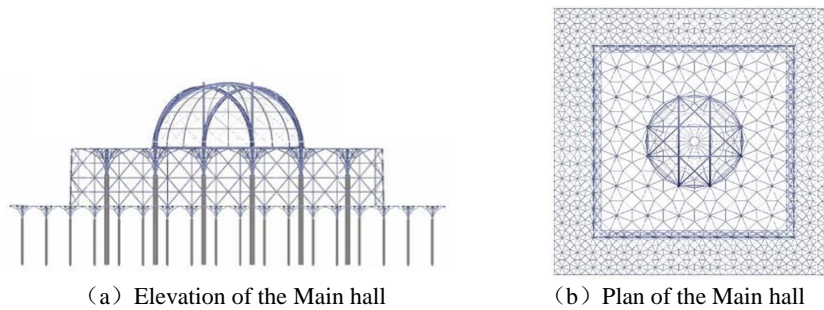 （a）Elevation of the Main hall
（b）Plan of the Main hall